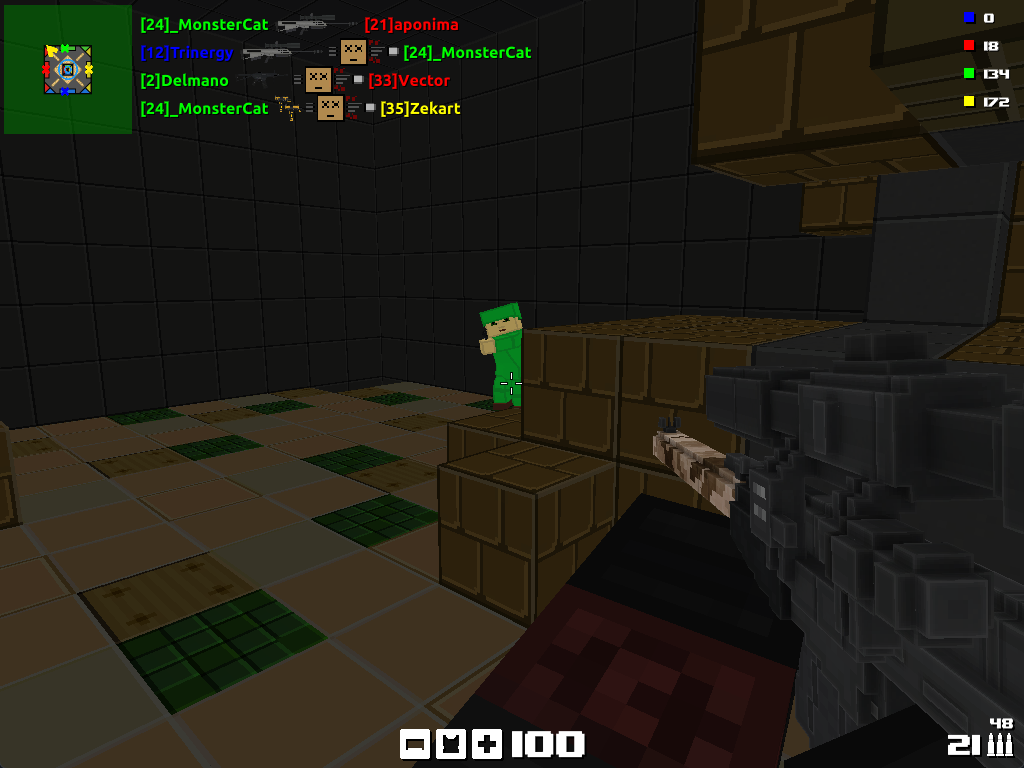 [24]_MonsterCat [21]aponima
[12]Trinergy [24]_MonsterCat
[2]Delmano [33]Vector
[24]_MonsterCat [35]Zekart
0
18
134
172
100
48
21